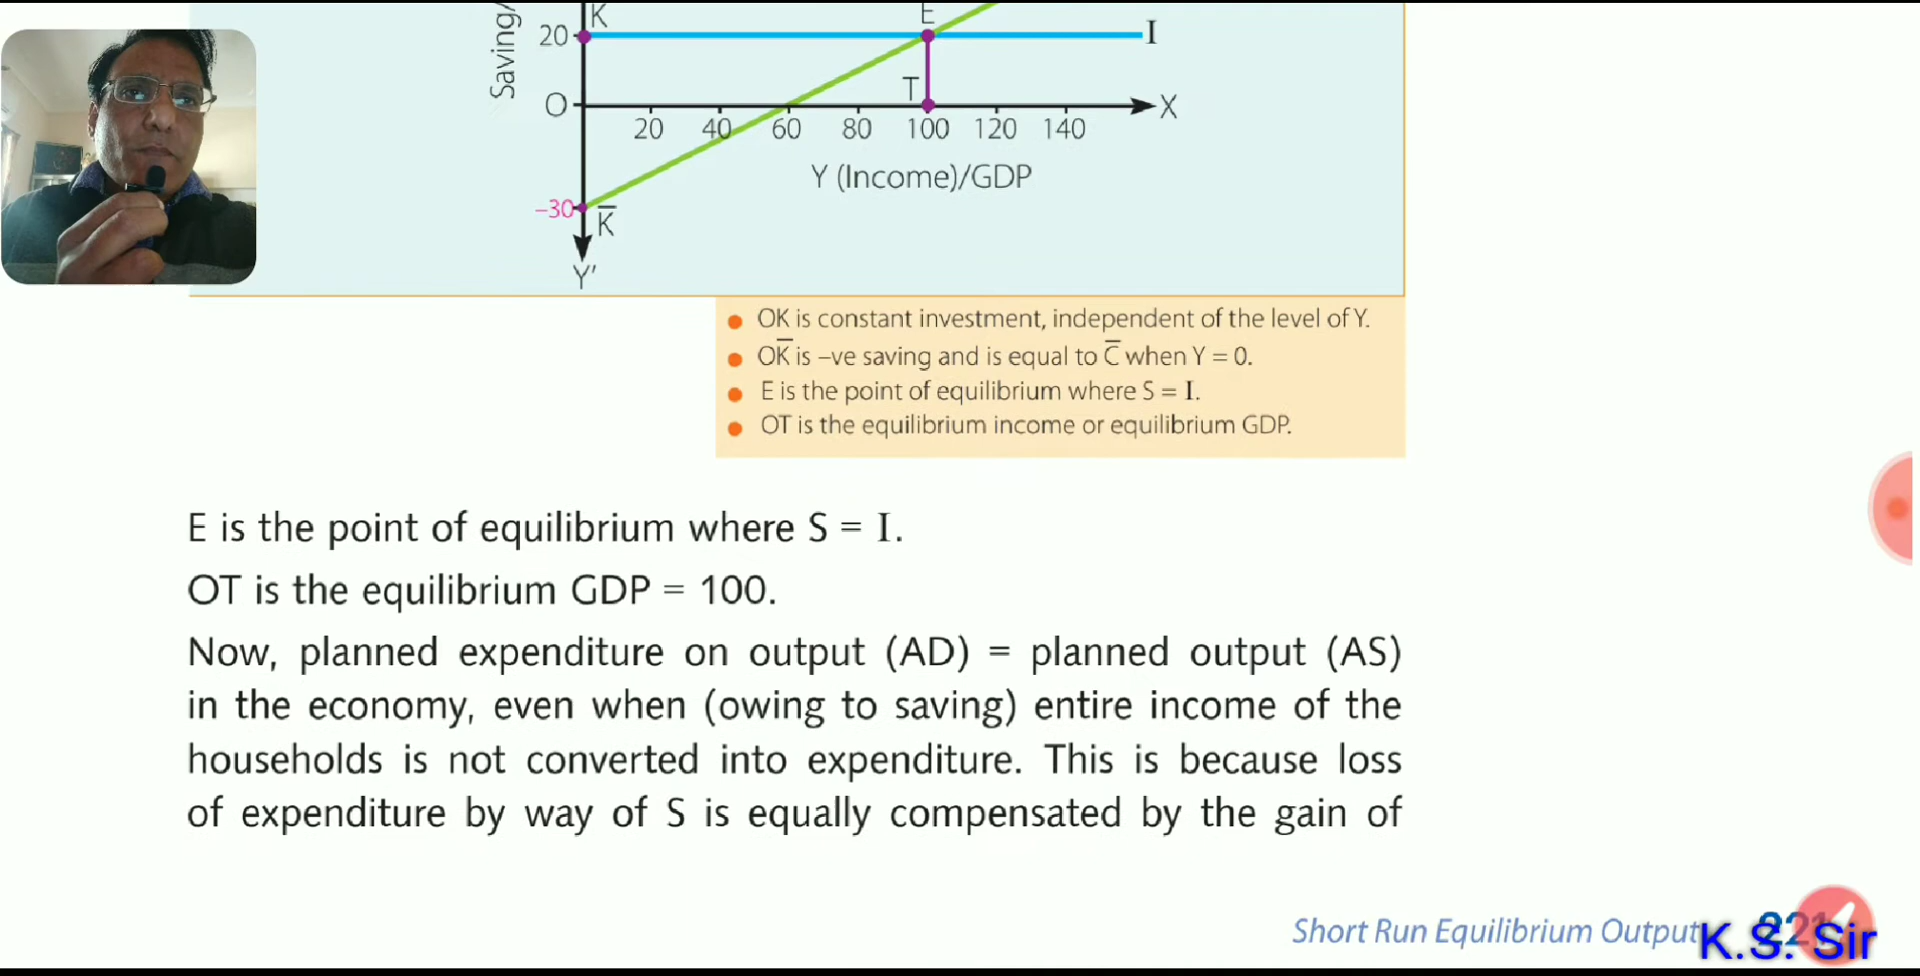 Saving/
K
E
20
I
T
O
X
20 40 60 80 100 120 140
Y (Income)/GDP
–30
K̅
Y'
● OK is constant investment, independent of the level of Y.
● OK̅ is –ve saving and is equal to C̅ when Y = 0.
● E is the point of equilibrium where S = I.
● OT is the equilibrium income or equilibrium GDP.
E is the point of equilibrium where S = I.
OT is the equilibrium GDP = 100.
Now, planned expenditure on output (AD) = planned output (AS)
in the economy, even when (owing to saving) entire income of the
households is not converted into expenditure. This is because loss
of expenditure by way of S is equally compensated by the gain of
Short Run Equilibrium Output
K.S. Sir